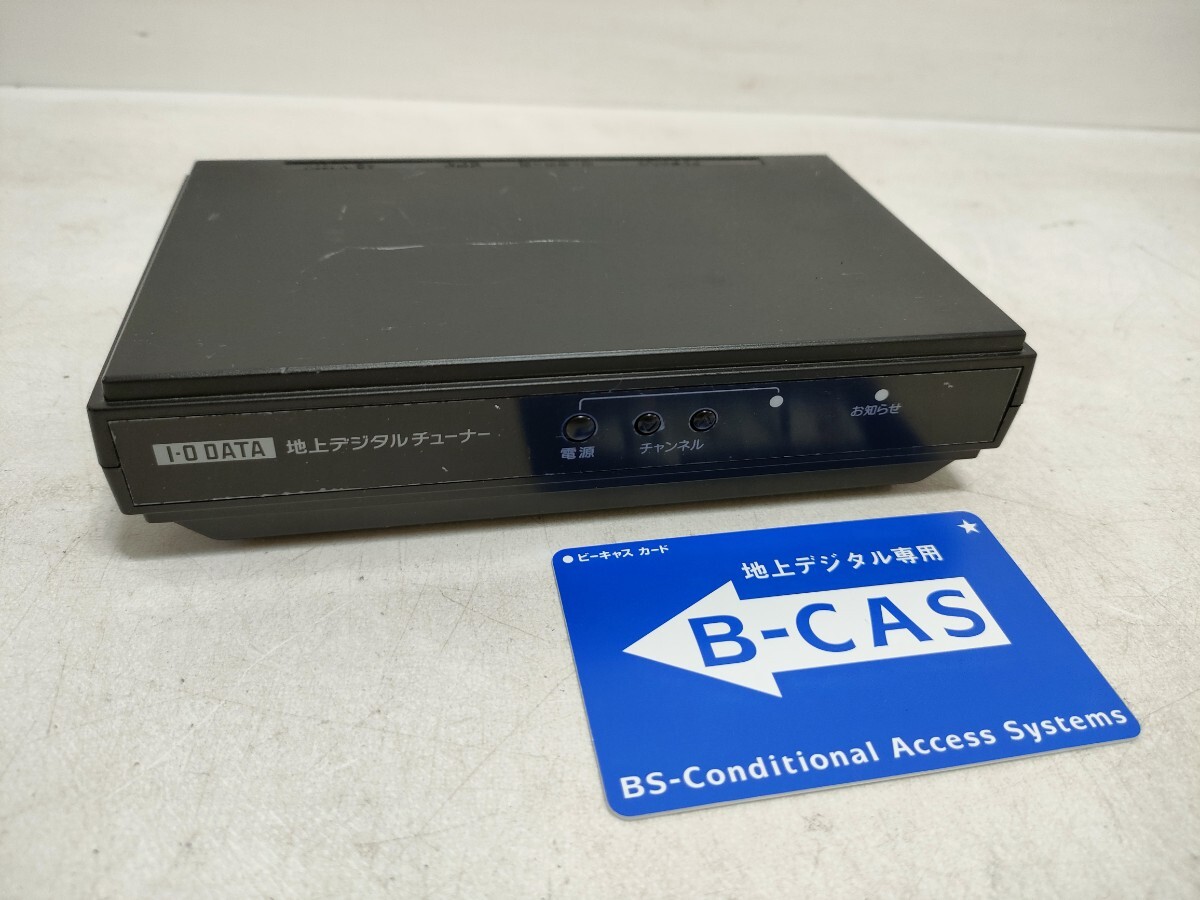 I-O DATA 地上デジタルチューナー
電源
チャンネル
お知らせ
●ビーキャス カード
★
地上デジタル専用
B-CAS
BS-Conditional Access Systems